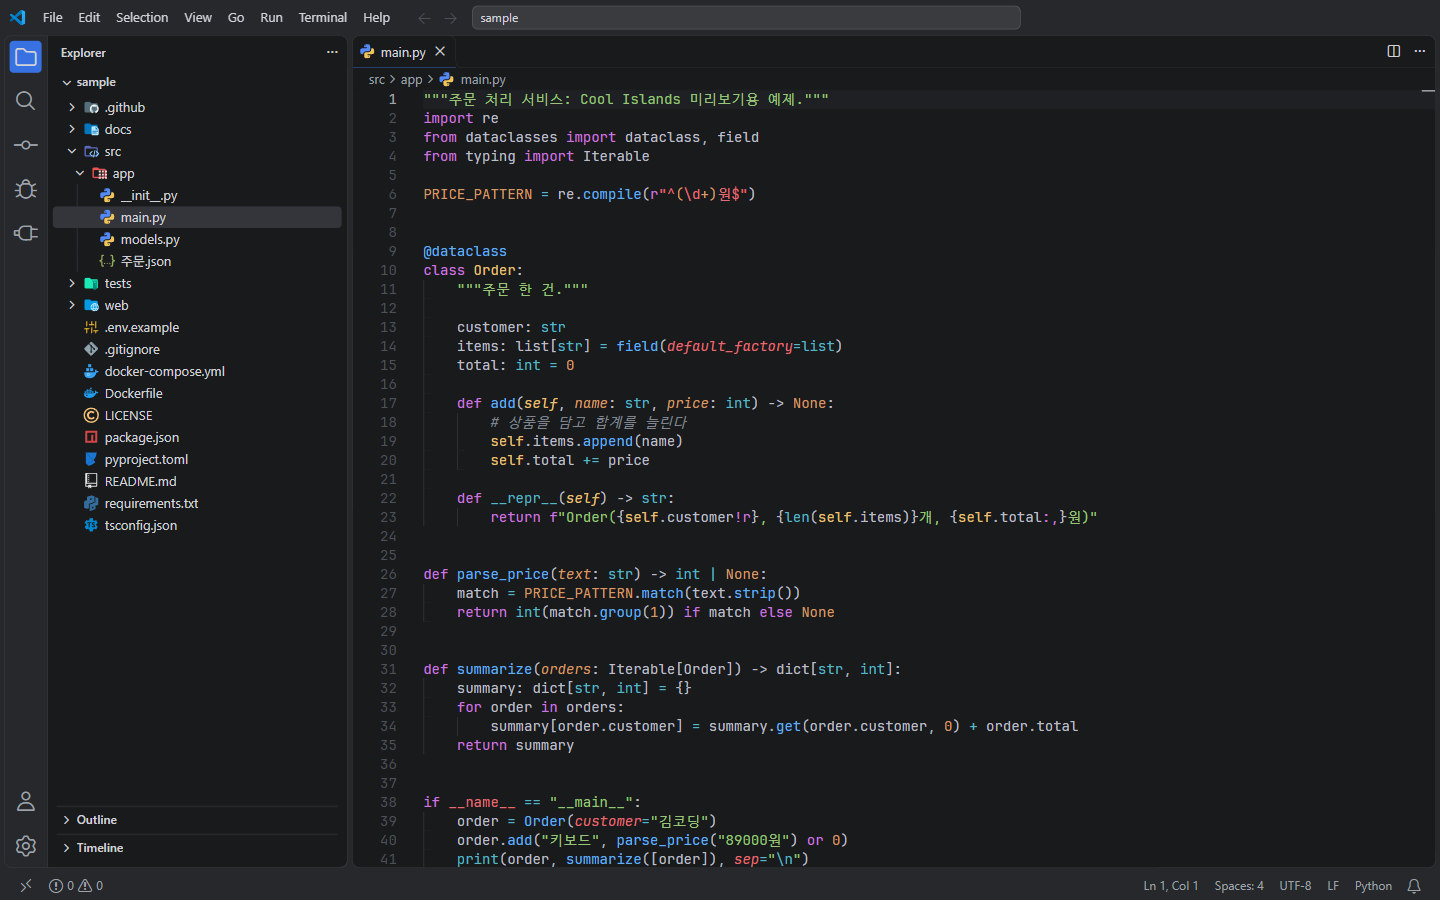 File Edit Selection View Go Run Terminal Help
sample
Explorer
sample
.github
docs
src
app
__init__.py
main.py
models.py
주문.json
tests
web
.env.example
.gitignore
docker-compose.yml
Dockerfile
LICENSE
package.json
pyproject.toml
README.md
requirements.txt
tsconfig.json
Outline
Timeline
main.py
src > app > main.py
1 """주문 처리 서비스: Cool Islands 미리보기용 예제."""
2 import re
3 from dataclasses import dataclass, field
4 from typing import Iterable
5
6 PRICE_PATTERN = re.compile(r"^(\d+)원$")
7
8
9 @dataclass
10 class Order:
11     """주문 한 건."""
12
13     customer: str
14     items: list[str] = field(default_factory=list)
15     total: int = 0
16
17     def add(self, name: str, price: int) -> None:
18         # 상품을 담고 합계를 늘린다
19         self.items.append(name)
20         self.total += price
21
22     def __repr__(self) -> str:
23         return f"Order({self.customer!r}, {len(self.items)}개, {self.total:,}원)"
24
25
26 def parse_price(text: str) -> int | None:
27     match = PRICE_PATTERN.match(text.strip())
28     return int(match.group(1)) if match else None
29
30
31 def summarize(orders: Iterable[Order]) -> dict[str, int]:
32     summary: dict[str, int] = {}
33     for order in orders:
34         summary[order.customer] = summary.get(order.customer, 0) + order.total
35     return summary
36
37
38 if __name__ == "__main__":
39     order = Order(customer="김코딩")
40     order.add("키보드", parse_price("89000원") or 0)
41     print(order, summarize([order]), sep="\n")
0 0
Ln 1, Col 1 Spaces: 4 UTF-8 LF Python